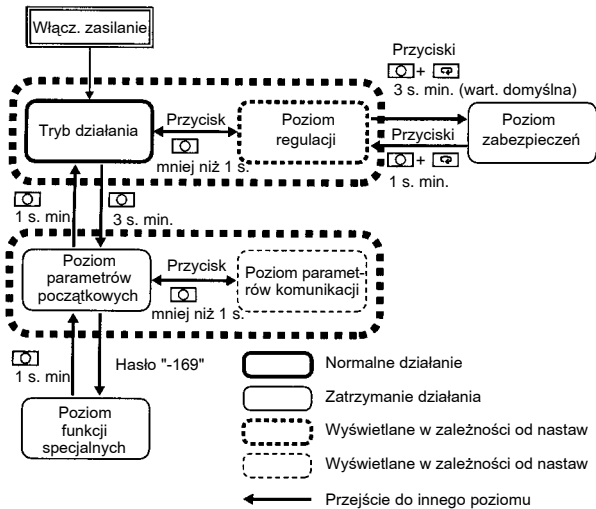 Włącz. zasilanie
Przyciski
+
3 s. min. (wart. domyślna)
Tryb działania
Przycisk
mniej niż 1 s.
Poziom
regulacji
Przyciski
+
1 s. min.
Poziom
zabezpieczeń
1 s. min.
3 s. min.
Poziom
parametrów
początkowych
Przycisk
mniej niż 1 s.
Poziom paramet-
rów komunikacji
1 s. min
Hasło "-169"
Poziom
funkcji
specjalnych
Normalne działanie
Zatrzymanie działania
Wyświetlane w zależności od nastaw
Wyświetlane w zależności od nastaw
Przejście do innego poziomu